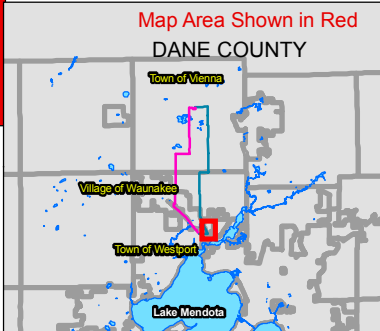 Map Area Shown in Red
DANE COUNTY
Town of Vienna
Village of Waunakee
Town of Westport
Lake Mendota